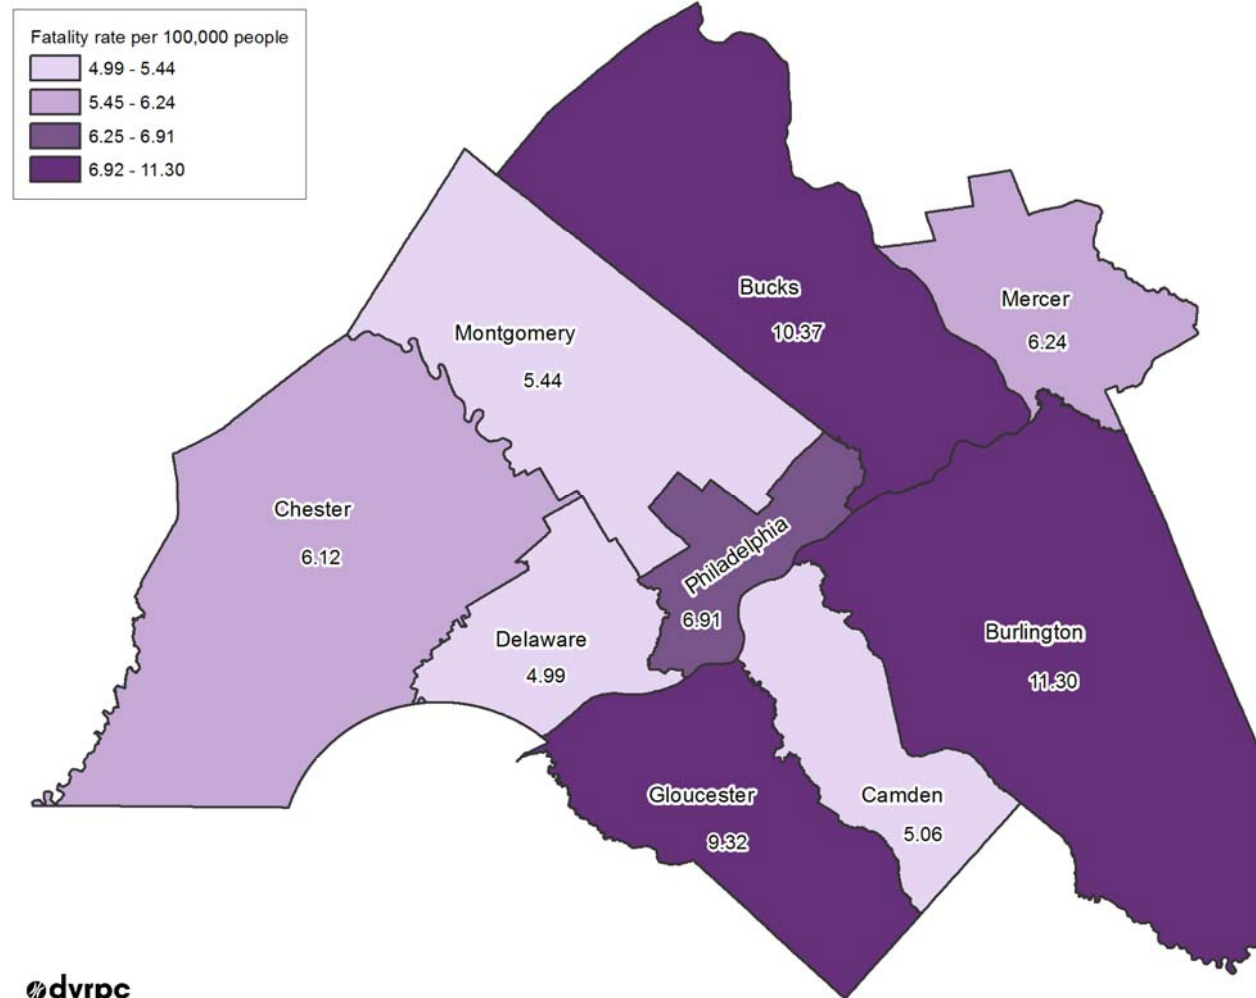 Fatality rate per 100,000 people
4.99 - 5.44
5.45 - 6.24
6.25 - 6.91
6.92 - 11.30
Bucks
10.37
Mercer
6.24
Montgomery
5.44
Chester
6.12
Philadelphia
6.91
Delaware
4.99
Burlington
11.30
Gloucester
9.32
Camden
5.06
dvrpc